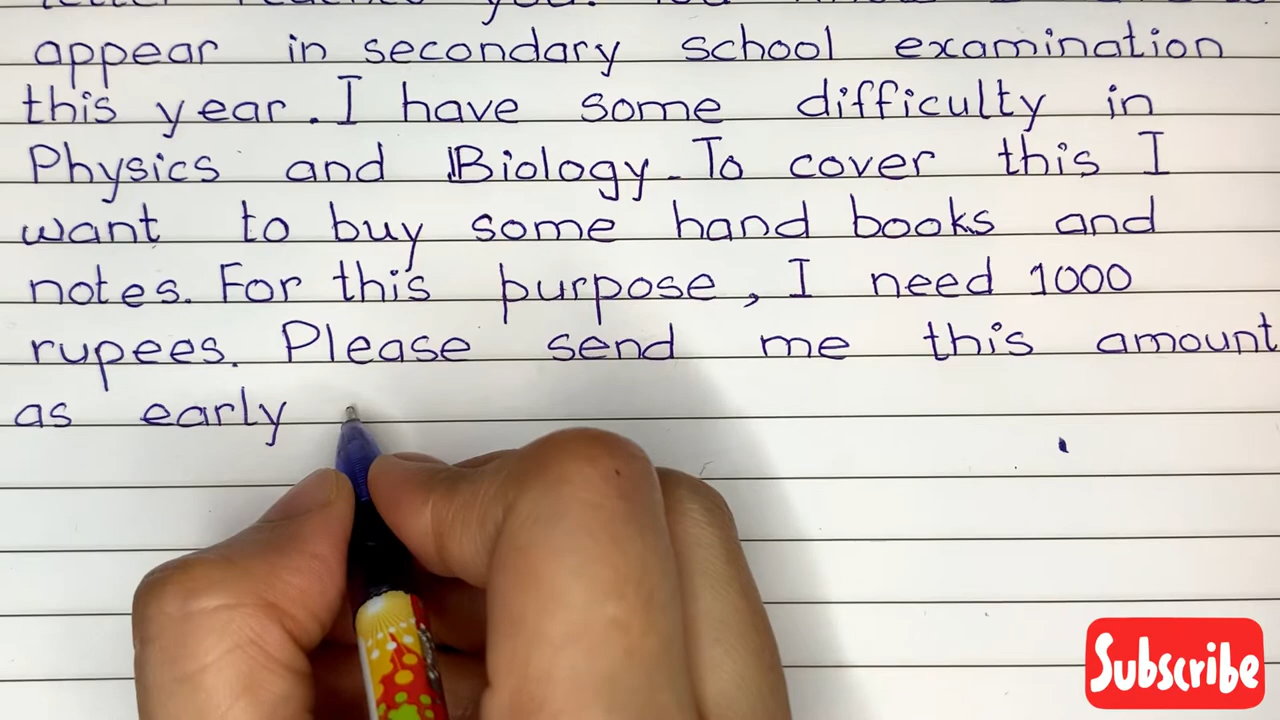 appear in secondary school examination
this year. I have some difficulty in
Physics and Biology. To cover this I
want to buy some hand books and
notes. For this purpose, I need 1000
rupees. Please send me this amount
as early
Subscribe